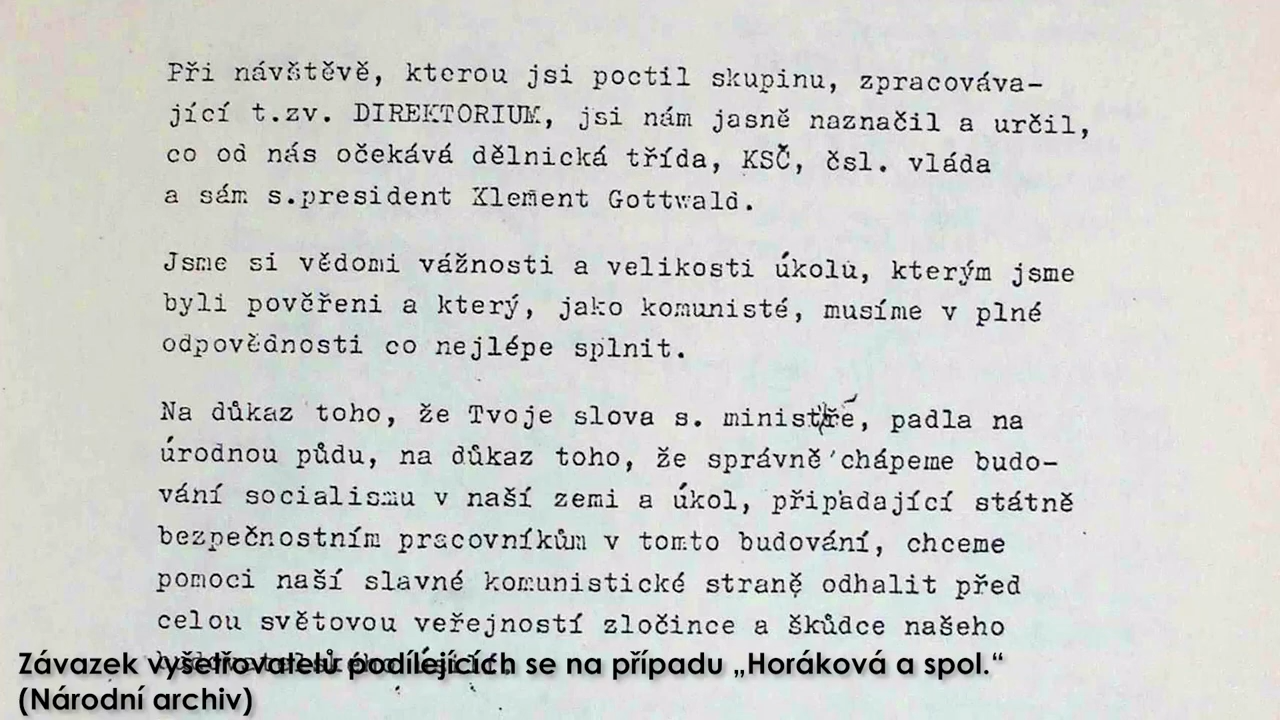 Při návštěvě, kterou jsi poctil skupinu, zpracováva-
jící t.zv. DIREKTORIUM, jsi nám jasně naznačil a určil,
co od nás očekává dělnická třída, KSČ, čsl. vláda
a sám s.president Klement Gottwald.
Jsme si vědomi vážnosti a velikosti úkolu, kterým jsme
byli pověřeni a který, jako komunisté, musíme v plné
odpovědnosti co nejlépe splnit.
Na důkaz toho, že Tvoje slova s. ministře, padla na
úrodnou půdu, na důkaz toho, že správně chápeme budo-
vání socialismu v naší zemi a úkol, připadající státně
bezpečnostním pracovníkům v tomto budování, chceme
pomoci naší slavné komunistické straně odhalit před
celou světovou veřejností zločince a škůdce našeho
Závazek vyšetřovatelů podílejících se na případu „Horáková a spol.“
(Národní archiv)